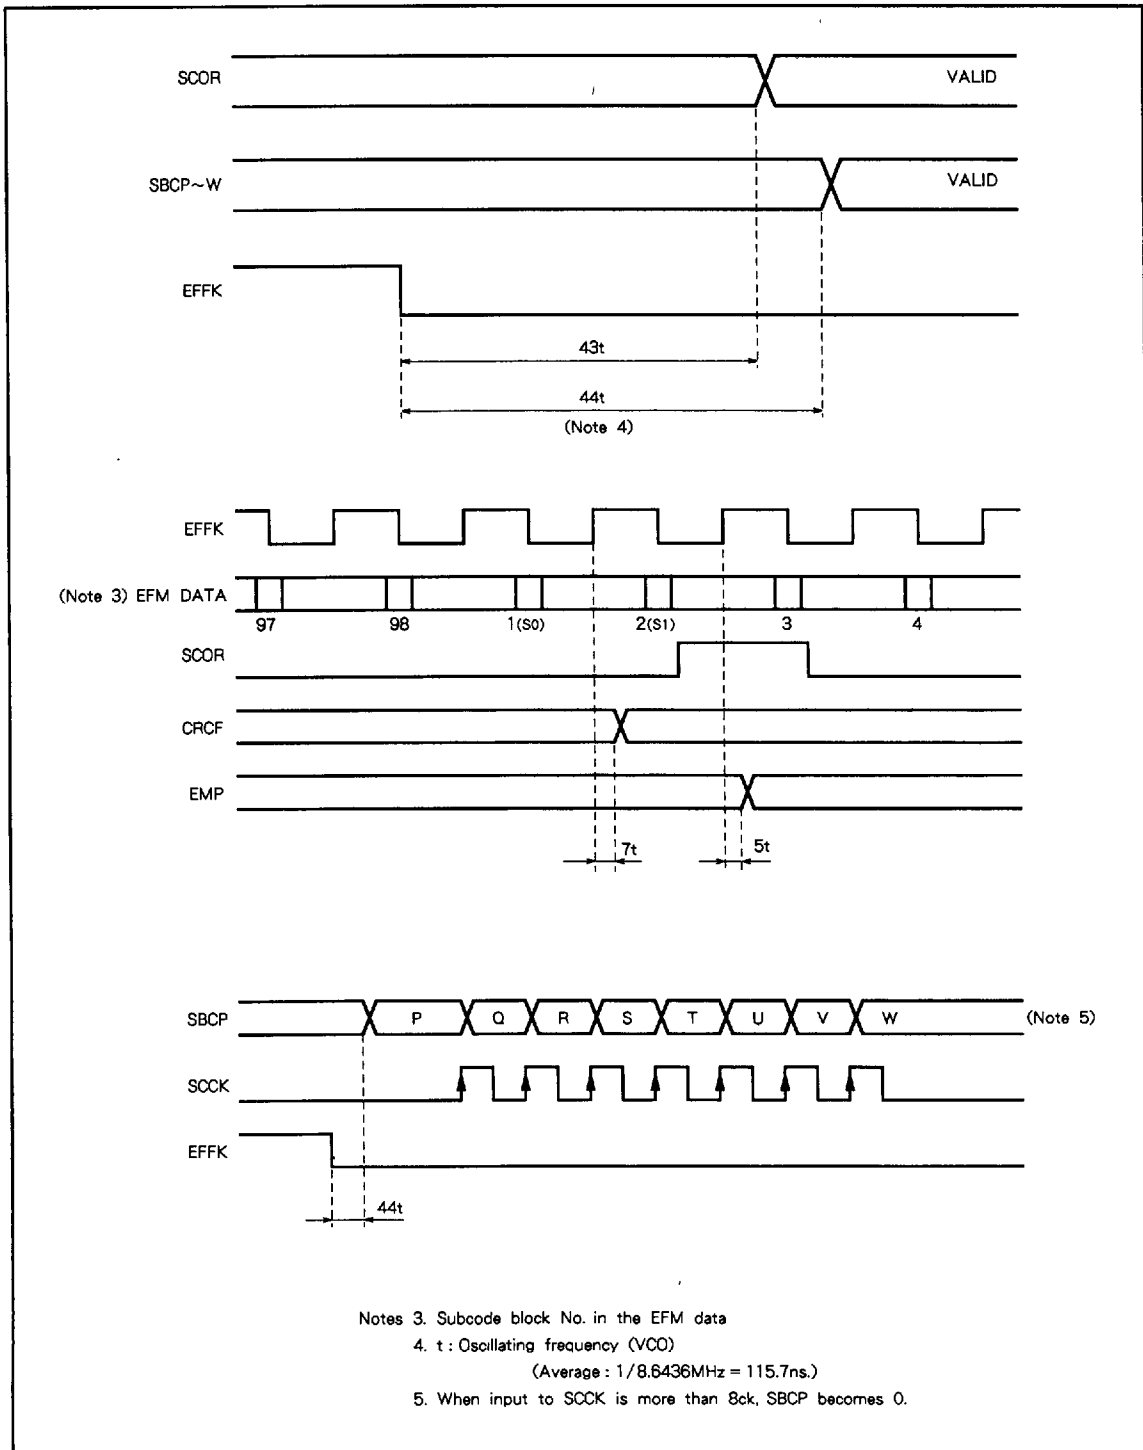 SCOR VALID
SBCP~W VALID
EFFK
43t
44t
(Note 4)
EFFK
(Note 3) EFM DATA
97 98 1(S0) 2(S1) 3 4
SCOR
CRCF
EMP
7t 5t
SBCP P Q R S T U V W (Note 5)
SCCK
EFFK
44t
Notes 3. Subcode block No. in the EFM data
4. t : Oscillating frequency (VCO)
(Average : 1/8.6436MHz = 115.7ns.)
5. When input to SCCK is more than 8ck, SBCP becomes 0.